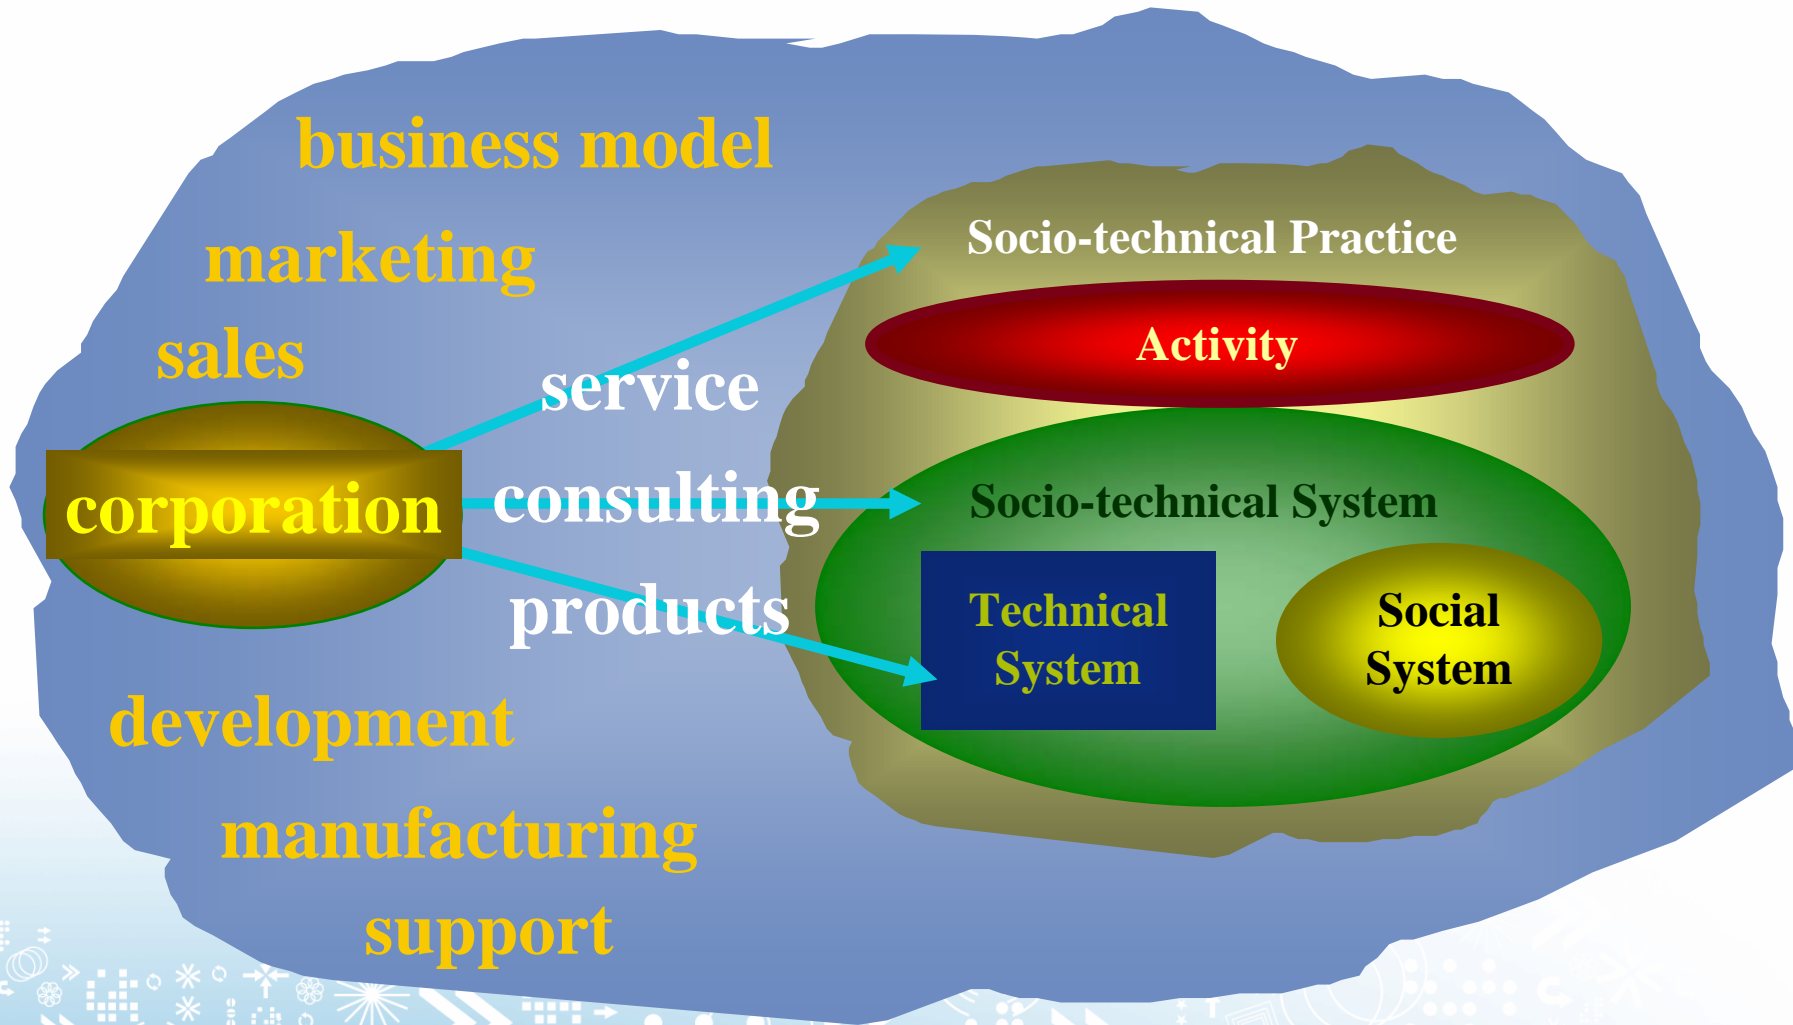 business model
marketing
sales
corporation
service
consulting
products
development
manufacturing
support
Socio-technical Practice
Activity
Socio-technical System
Technical
System
Social
System